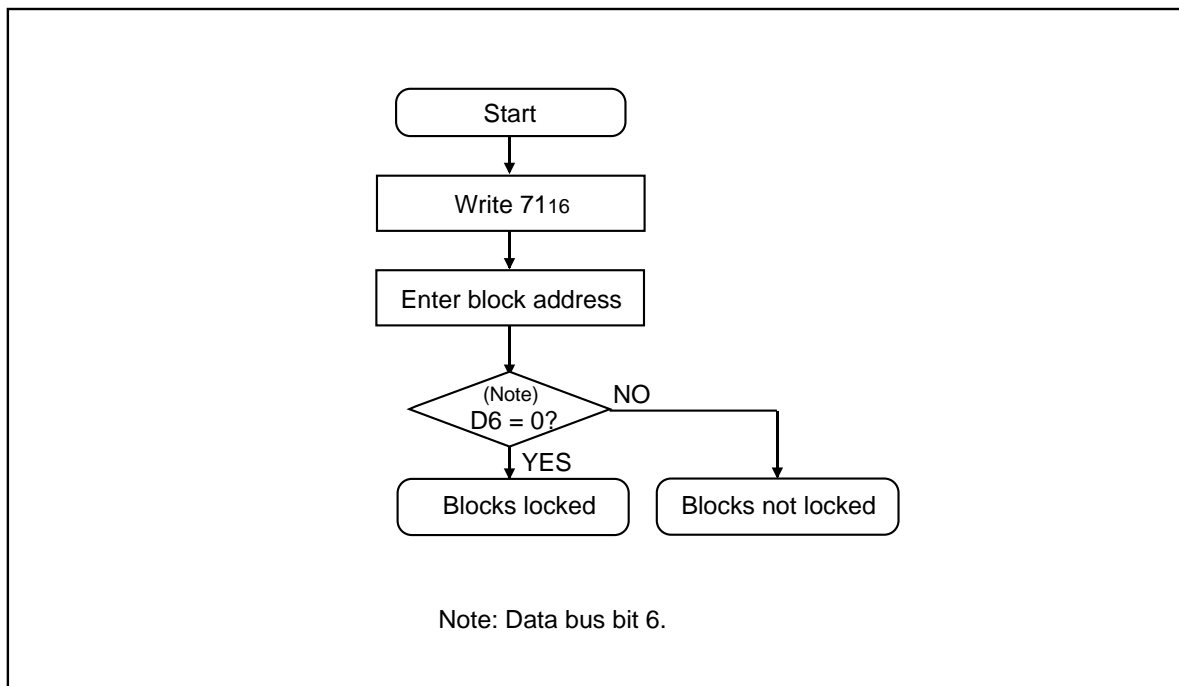 Start
Write 7116
Enter block address
(Note)
D6 = 0?
NO
YES
Blocks locked
Blocks not locked
Note: Data bus bit 6.